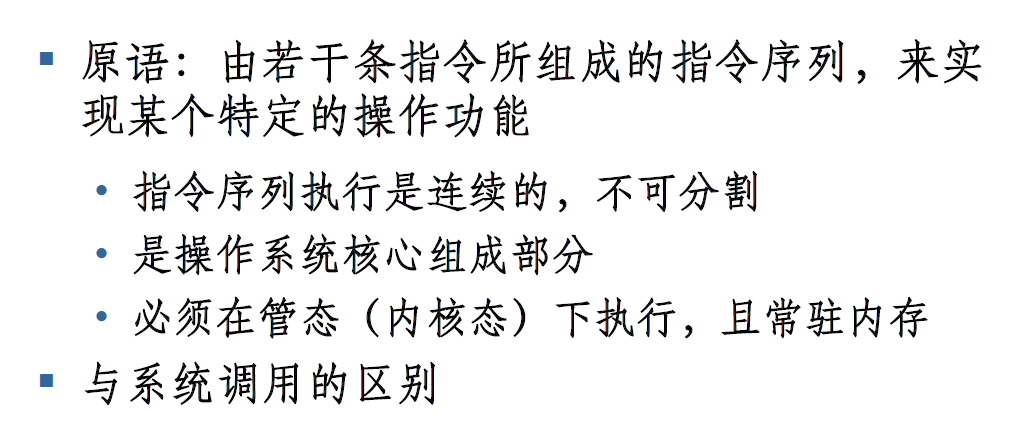 ▪ 原语：由若干条指令所组成的指令序列，来实
现某个特定的操作功能
• 指令序列执行是连续的，不可分割
• 是操作系统核心组成部分
• 必须在管态（内核态）下执行，且常驻内存
▪ 与系统调用的区别